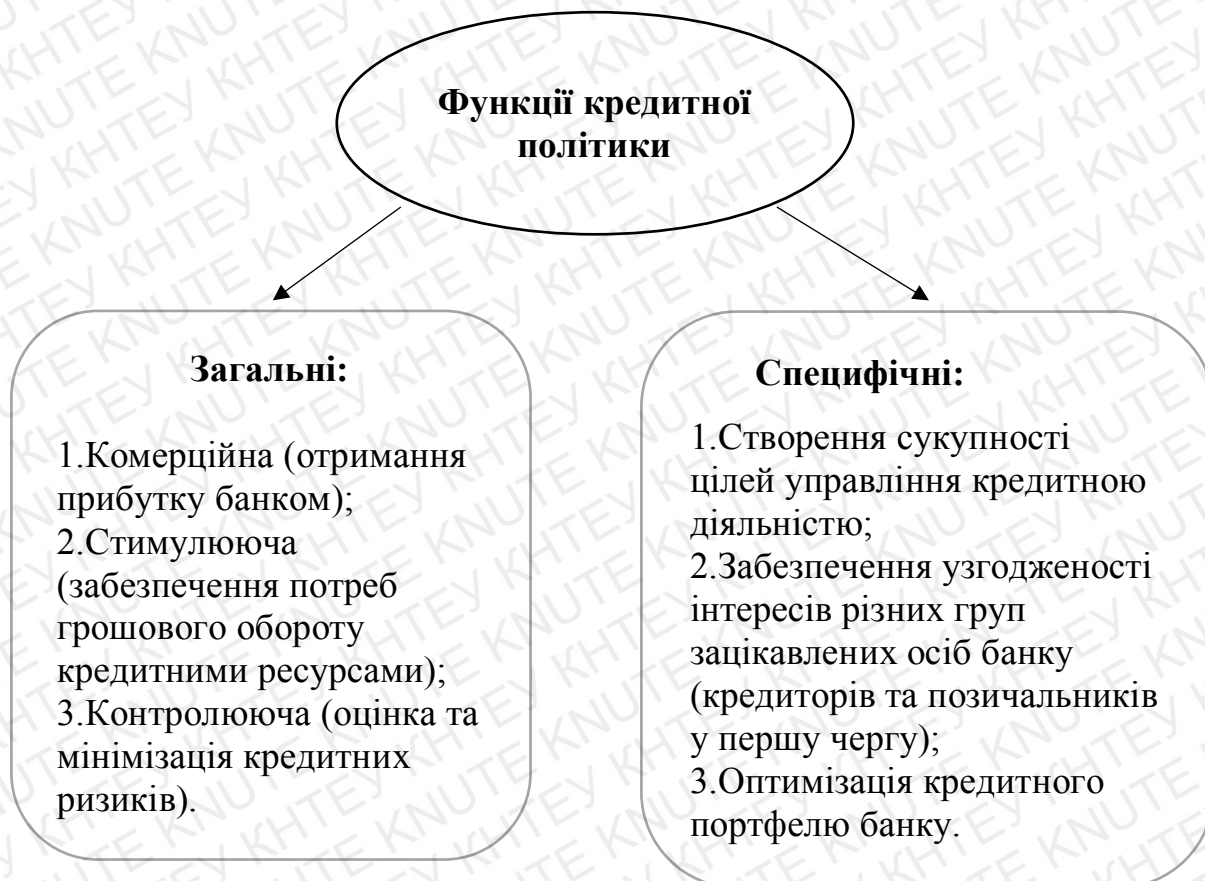 Функції кредитної
політики
Загальні:
1.Комерційна (отримання
прибутку банком);
2.Стимулююча
(забезпечення потреб
грошового обороту
кредитними ресурсами);
3.Контролююча (оцінка та
мінімізація кредитних
ризиків).
Специфічні:
1.Створення сукупності
цілей управління кредитною
діяльністю;
2.Забезпечення узгодженості
інтересів різних груп
зацікавлених осіб банку
(кредиторів та позичальників
у першу чергу);
3.Оптимізація кредитного
портфелю банку.